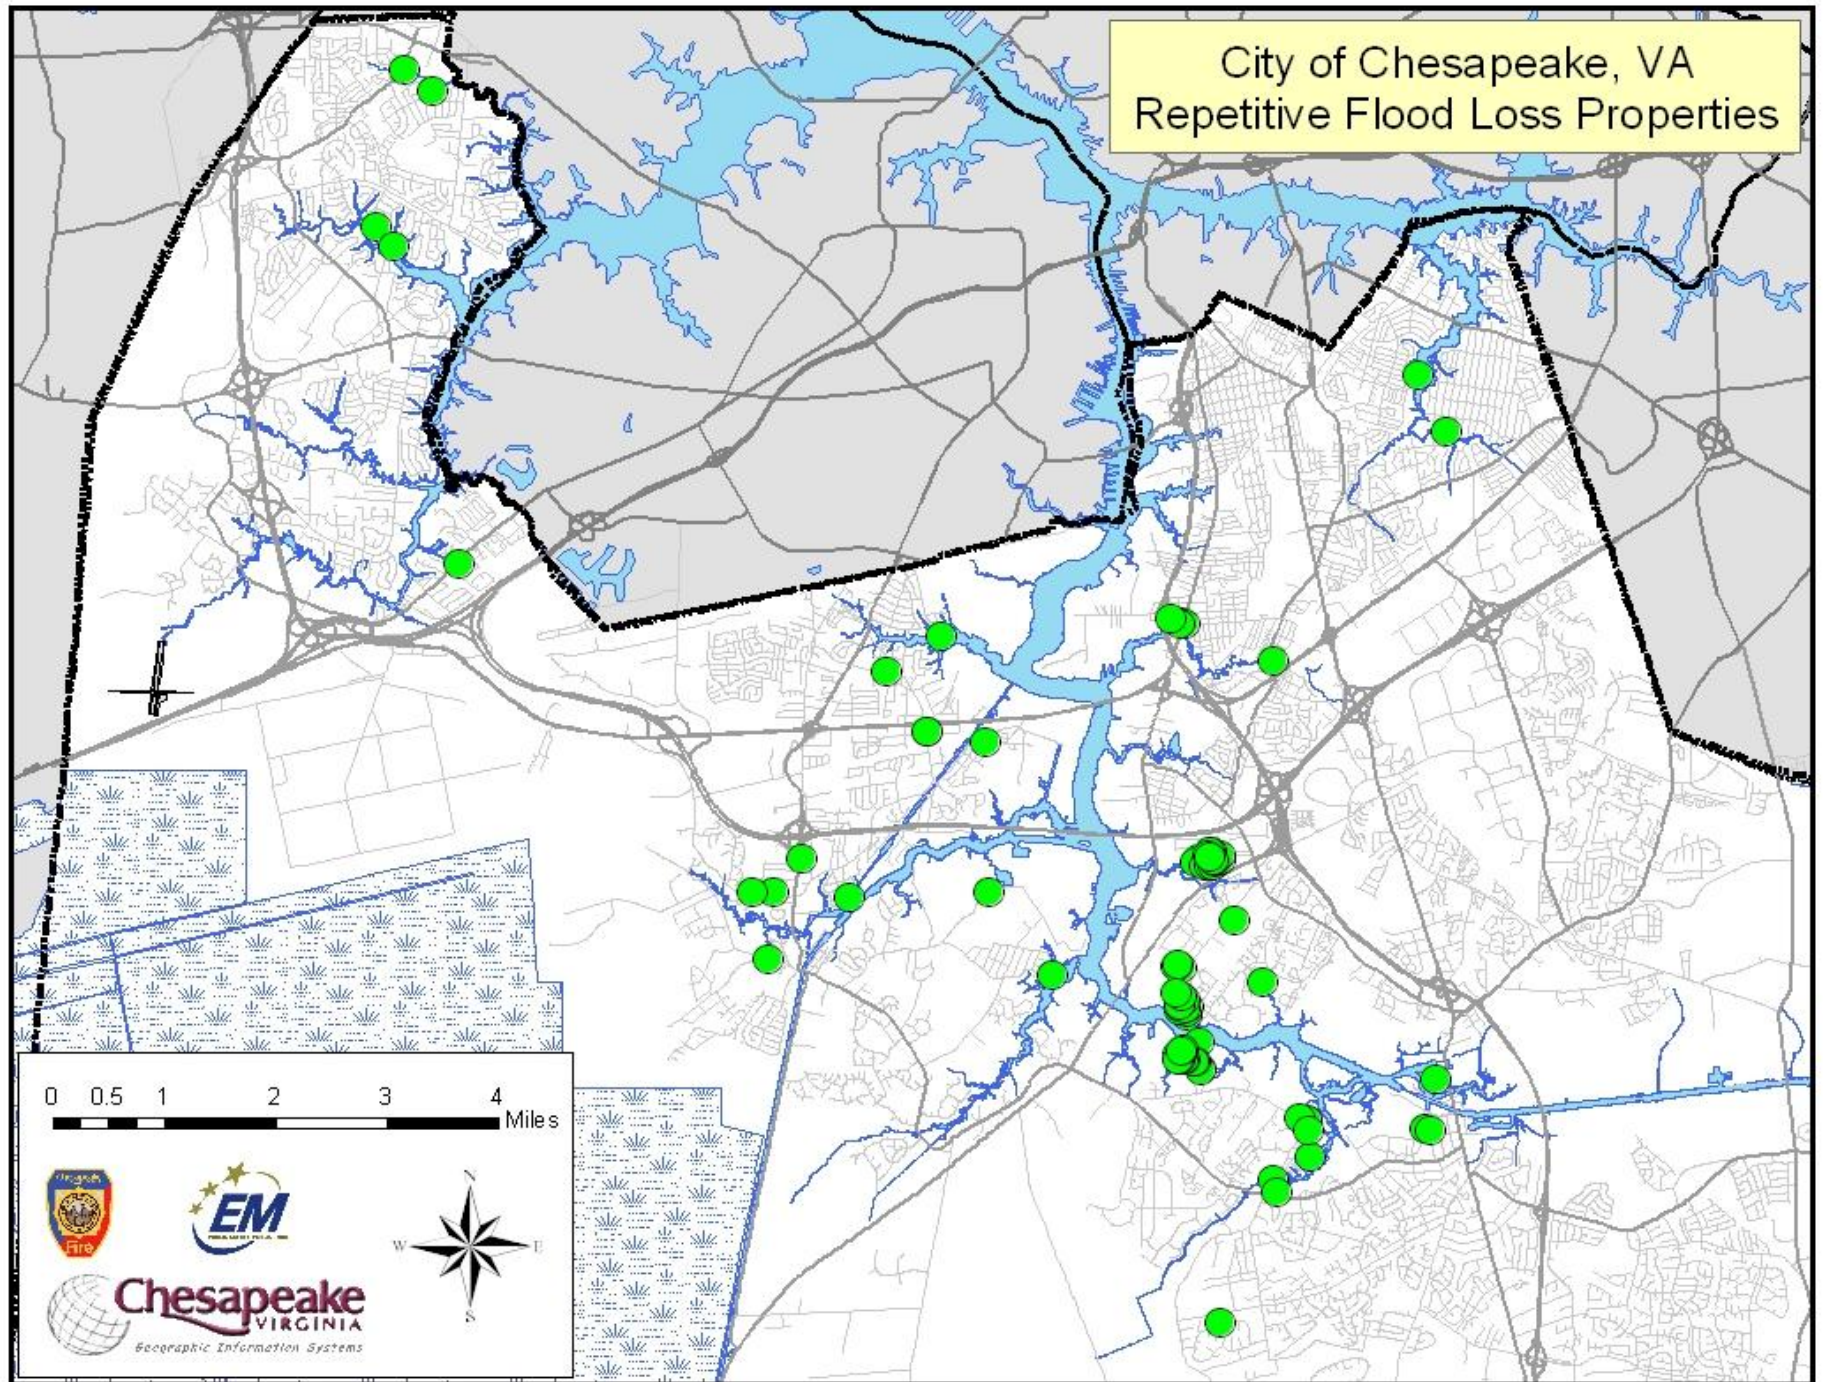 City of Chesapeake, VA
Repetitive Flood Loss Properties
0 0.5 1 2 3 4
Miles
N
W E
S
Fire
EM
Chesapeake
VIRGINIA
Geographic Information Systems